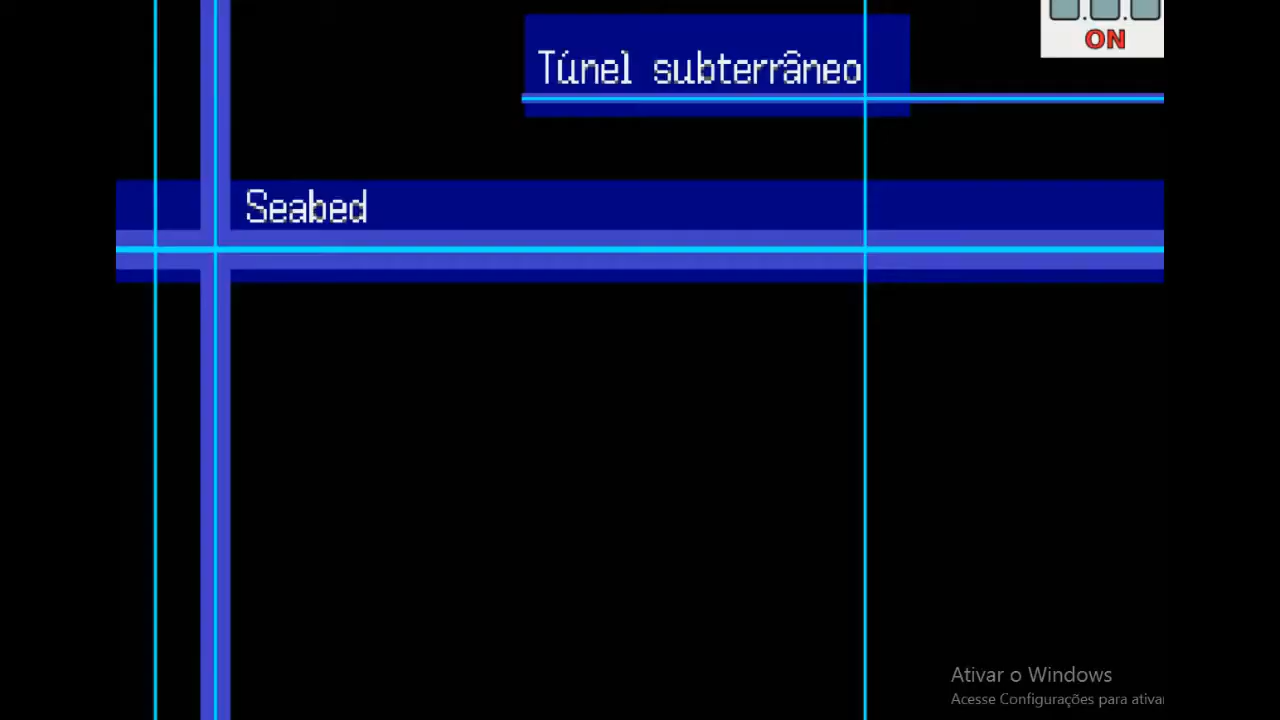 ON
Túnel subterrâneo
Seabed
Ativar o Windows
Acesse Configurações para ativar